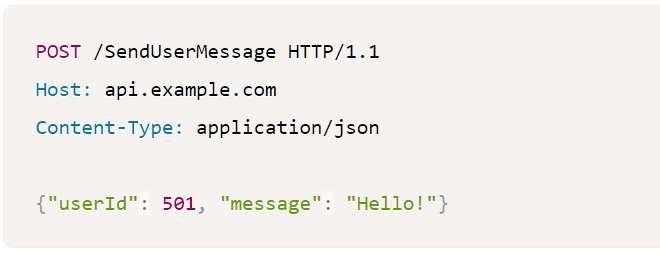 POST /SendUserMessage HTTP/1.1
Host: api.example.com
Content-Type: application/json
{"userId": 501, "message": "Hello!"}